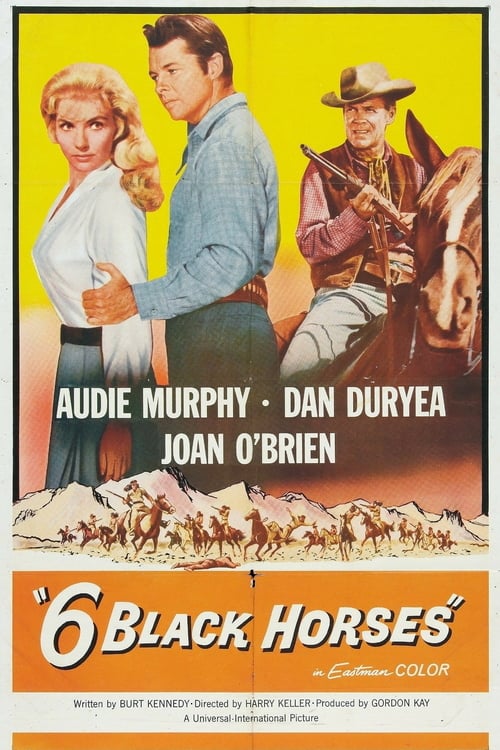 AUDIE MURPHY • DAN DURYEA
JOAN O'BRIEN
"6 BLACK HORSES"
in Eastman COLOR
Written by BURT KENNEDY • Directed by HARRY KELLER • Produced by GORDON KAY
A Universal-International Picture